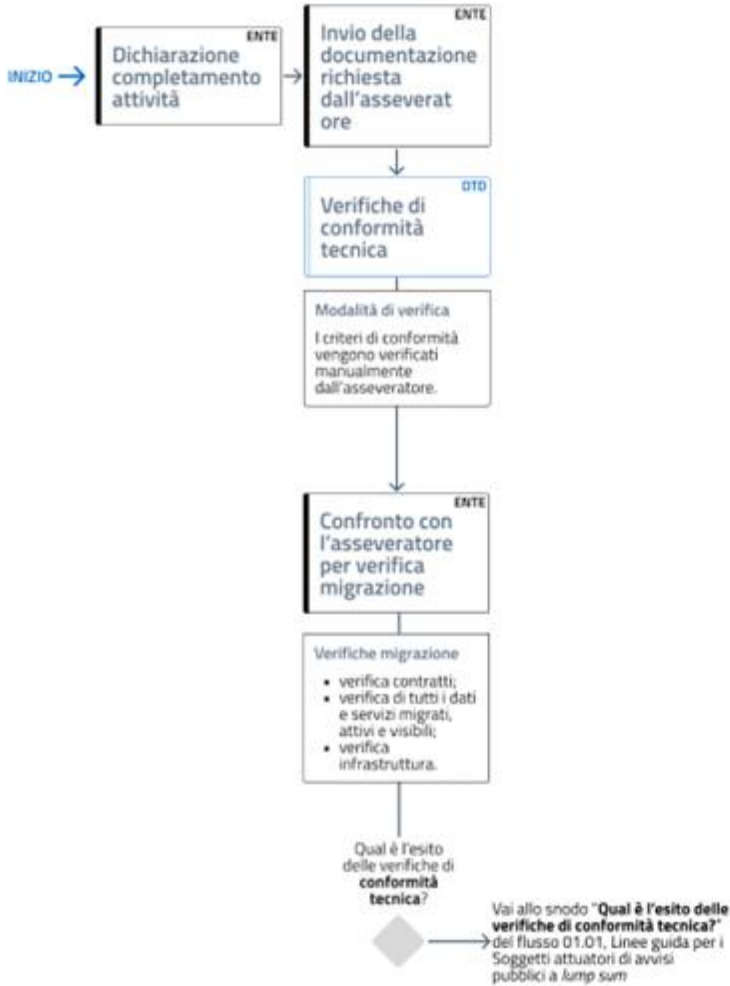 INIZIO
ENTE
Dichiarazione
completamento
attività
ENTE
Invio della
documentazione
richiesta
dall'asseverat
ore
DTD
Verifiche di
conformità
tecnica
Modalità di verifica
I criteri di conformità
vengono verificati
manualmente
dall'asseveratore.
ENTE
Confronto con
l'asseveratore
per verifica
migrazione
Verifiche migrazione
• verifica contratti;
• verifica di tutti i dati
e servizi migrati,
attivi e visibili;
• verifica
infrastruttura.
Qual è l'esito
delle verifiche di
conformità
tecnica?
Vai allo snodo "Qual è l'esito delle
verifiche di conformità tecnica?"
del flusso 01.01, Linee guida per i
Soggetti attuatori di avvisi
pubblici a lump sum